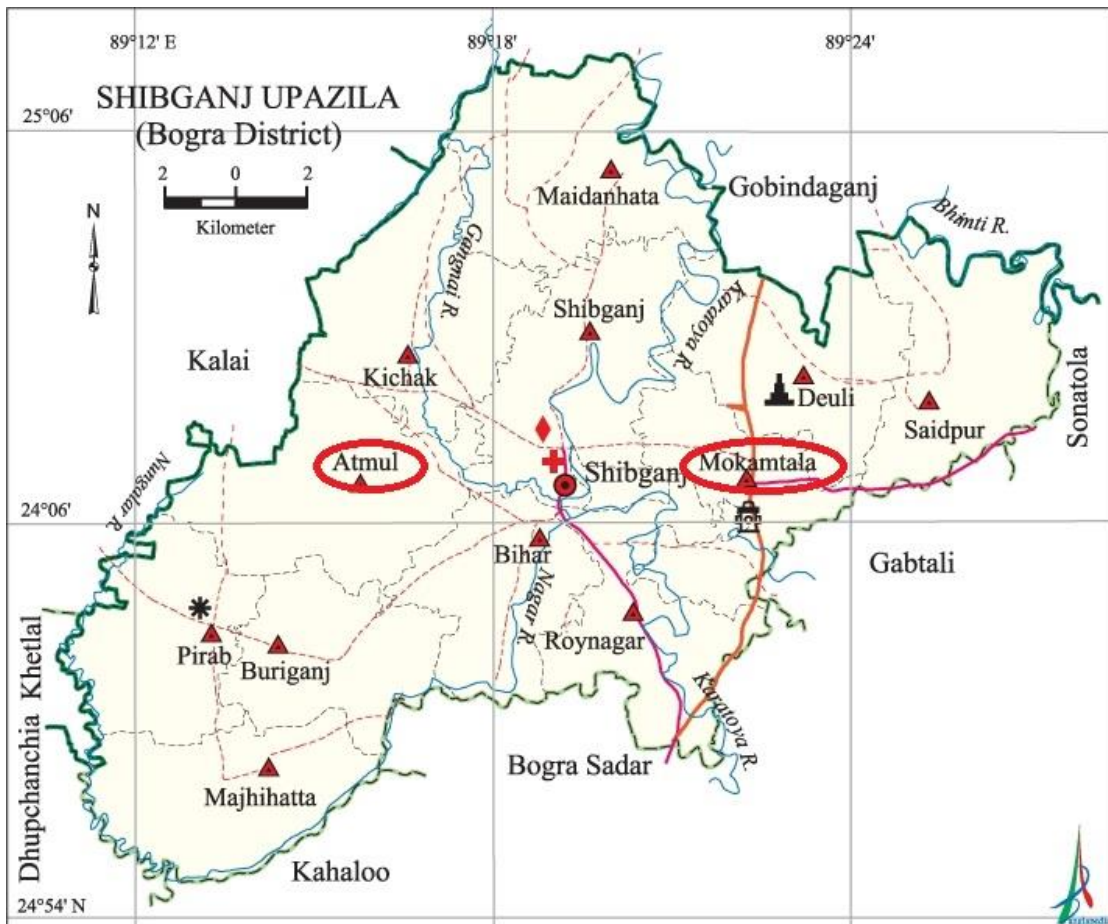 89°12' E
89°18'
89°24'
SHIBGANJ UPAZILA
(Bogra District)
25°06'
2 0 2
Kilometer
N
Maidanhata
Gobindaganj
Bhimti R.
Gangnai R.
Karatoya R.
Shibganj
Kalai
Kichak
Deuli
Saidpur
Sonatola
Atmul
Mokamtala
Shibganj
24°06'
Bihar
Gabtali
Nagar R.
Roynagar
Pirab
Buriganj
Dhupchanchia Khetlal
Karatoya R.
Bogra Sadar
Majhihatta
Kahaloo
24°54' N